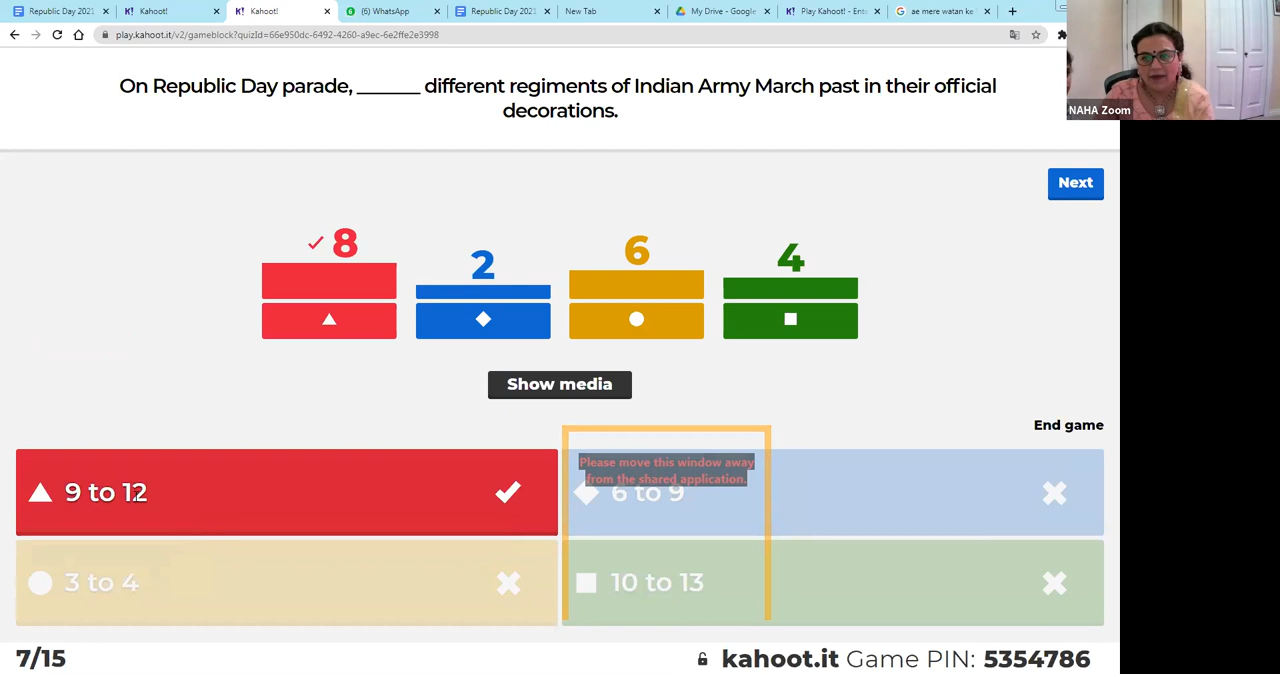 Republic Day 2021
Kahoot!
Kahoot!
(6) WhatsApp
Republic Day 2021
New Tab
My Drive - Google
Play Kahoot! - Ente
ae mere watan ke
play.kahoot.it/v2/gameblock?quizId=66e950dc-6492-4260-a9ec-6e2ffe2e3998
NAHA Zoom
On Republic Day parade, ______ different regiments of Indian Army March past in their official
decorations.
Next
8
2
6
4
Show media
End game
9 to 12
Please move this window away
from the shared application.
6 to 9
3 to 4
10 to 13
7/15
kahoot.it Game PIN: 5354786